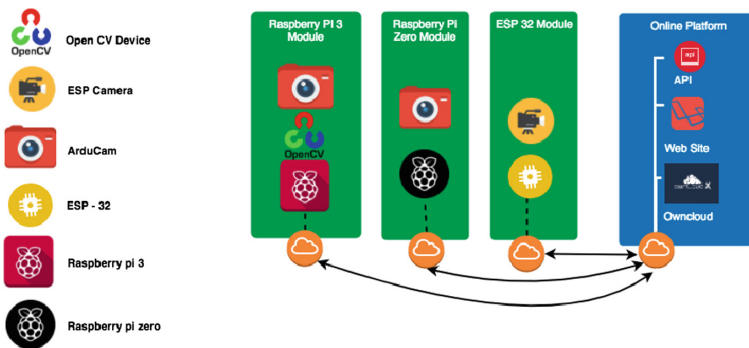 OpenCV
Open CV Device
ESP Camera
ArduCam
ESP - 32
Raspberry pi 3
Raspberry pi zero
Raspberry PI 3
Module
OpenCV
Raspberry Pi
Zero Module
ESP 32 Module
Online Platform
api
API
Web Site
Owncloud